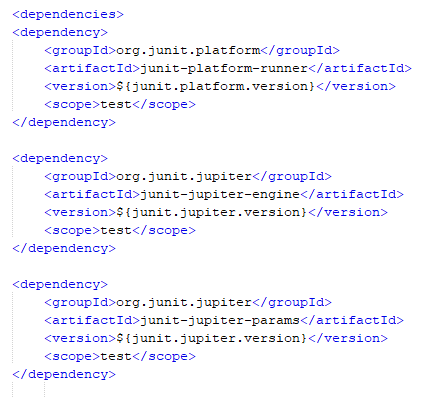 <dependencies>
<dependency>
<groupId>org.junit.platform</groupId>
<artifactId>junit-platform-runner</artifactId>
<version>${junit.platform.version}</version>
<scope>test</scope>
</dependency>
<dependency>
<groupId>org.junit.jupiter</groupId>
<artifactId>junit-jupiter-engine</artifactId>
<version>${junit.jupiter.version}</version>
<scope>test</scope>
</dependency>
<dependency>
<groupId>org.junit.jupiter</groupId>
<artifactId>junit-jupiter-params</artifactId>
<version>${junit.jupiter.version}</version>
<scope>test</scope>
</dependency>